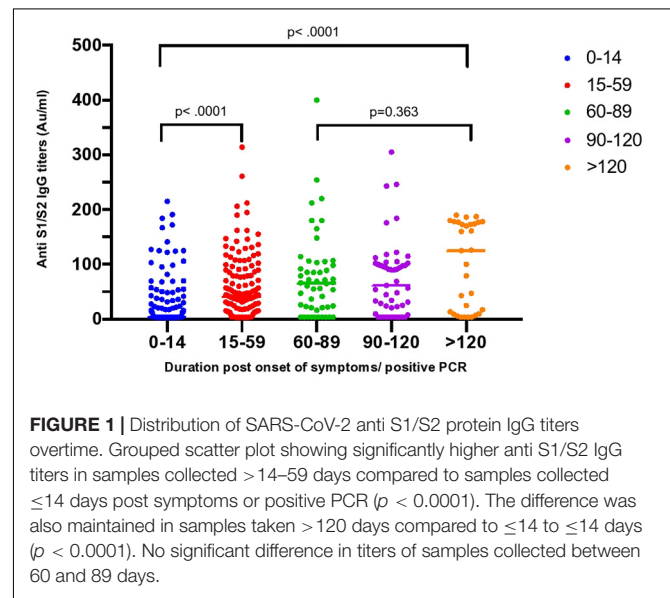 p< .0001
500
400
300
200
100
0
Anti S1/S2 IgG titers (Au/ml)
p< .0001
p=0.363
0-14
15-59
60-89
90-120
>120
0-14 15-59 60-89 90-120 >120
Duration post onset of symptoms/ positive PCR
FIGURE 1 | Distribution of SARS-CoV-2 anti S1/S2 protein IgG titers
overtime. Grouped scatter plot showing significantly higher anti S1/S2 IgG
titers in samples collected >14–59 days compared to samples collected
≤14 days post symptoms or positive PCR (p < 0.0001). The difference was
also maintained in samples taken >120 days compared to ≤14 to ≤14 days
(p < 0.0001). No significant difference in titers of samples collected between
60 and 89 days.